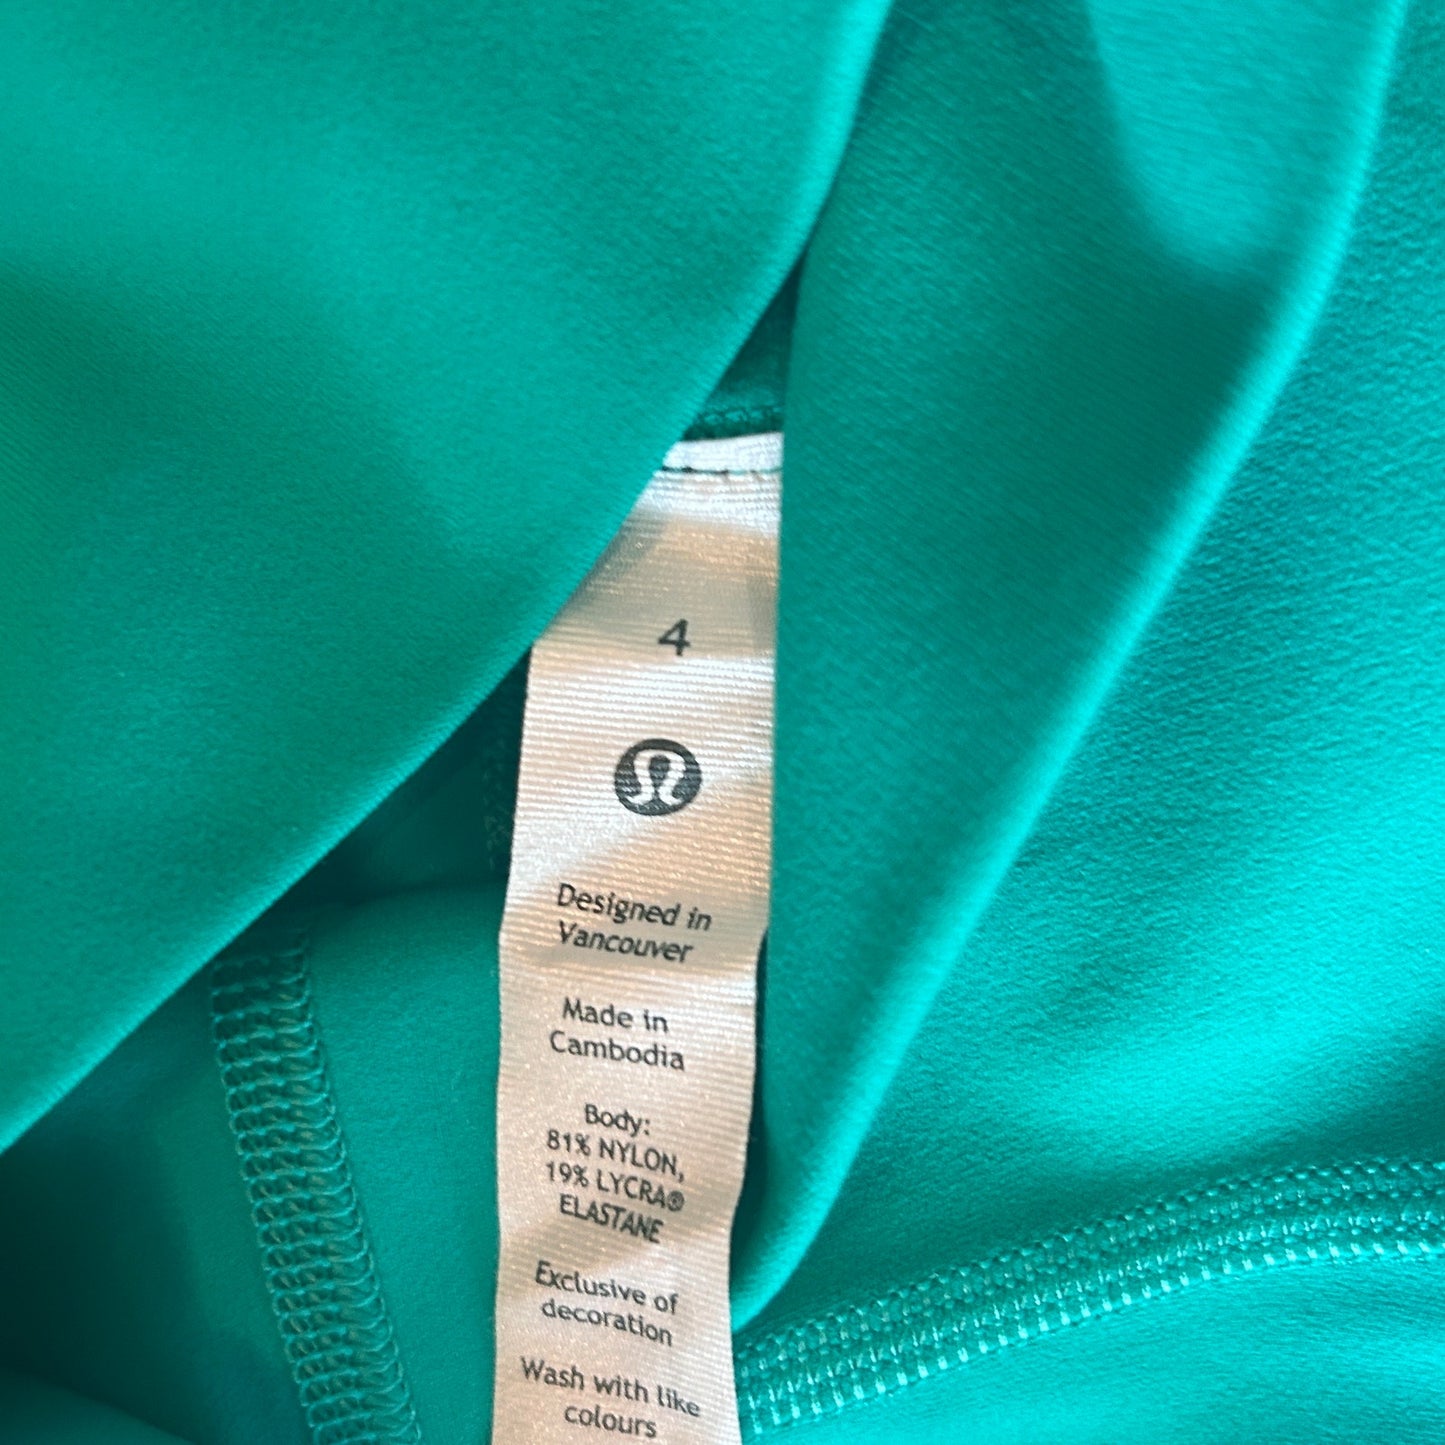 4
Designed in
Vancouver
Made in
Cambodia
Body:
81% NYLON,
19% LYCRA®
ELASTANE
Exclusive of
decoration
Wash with like
colours